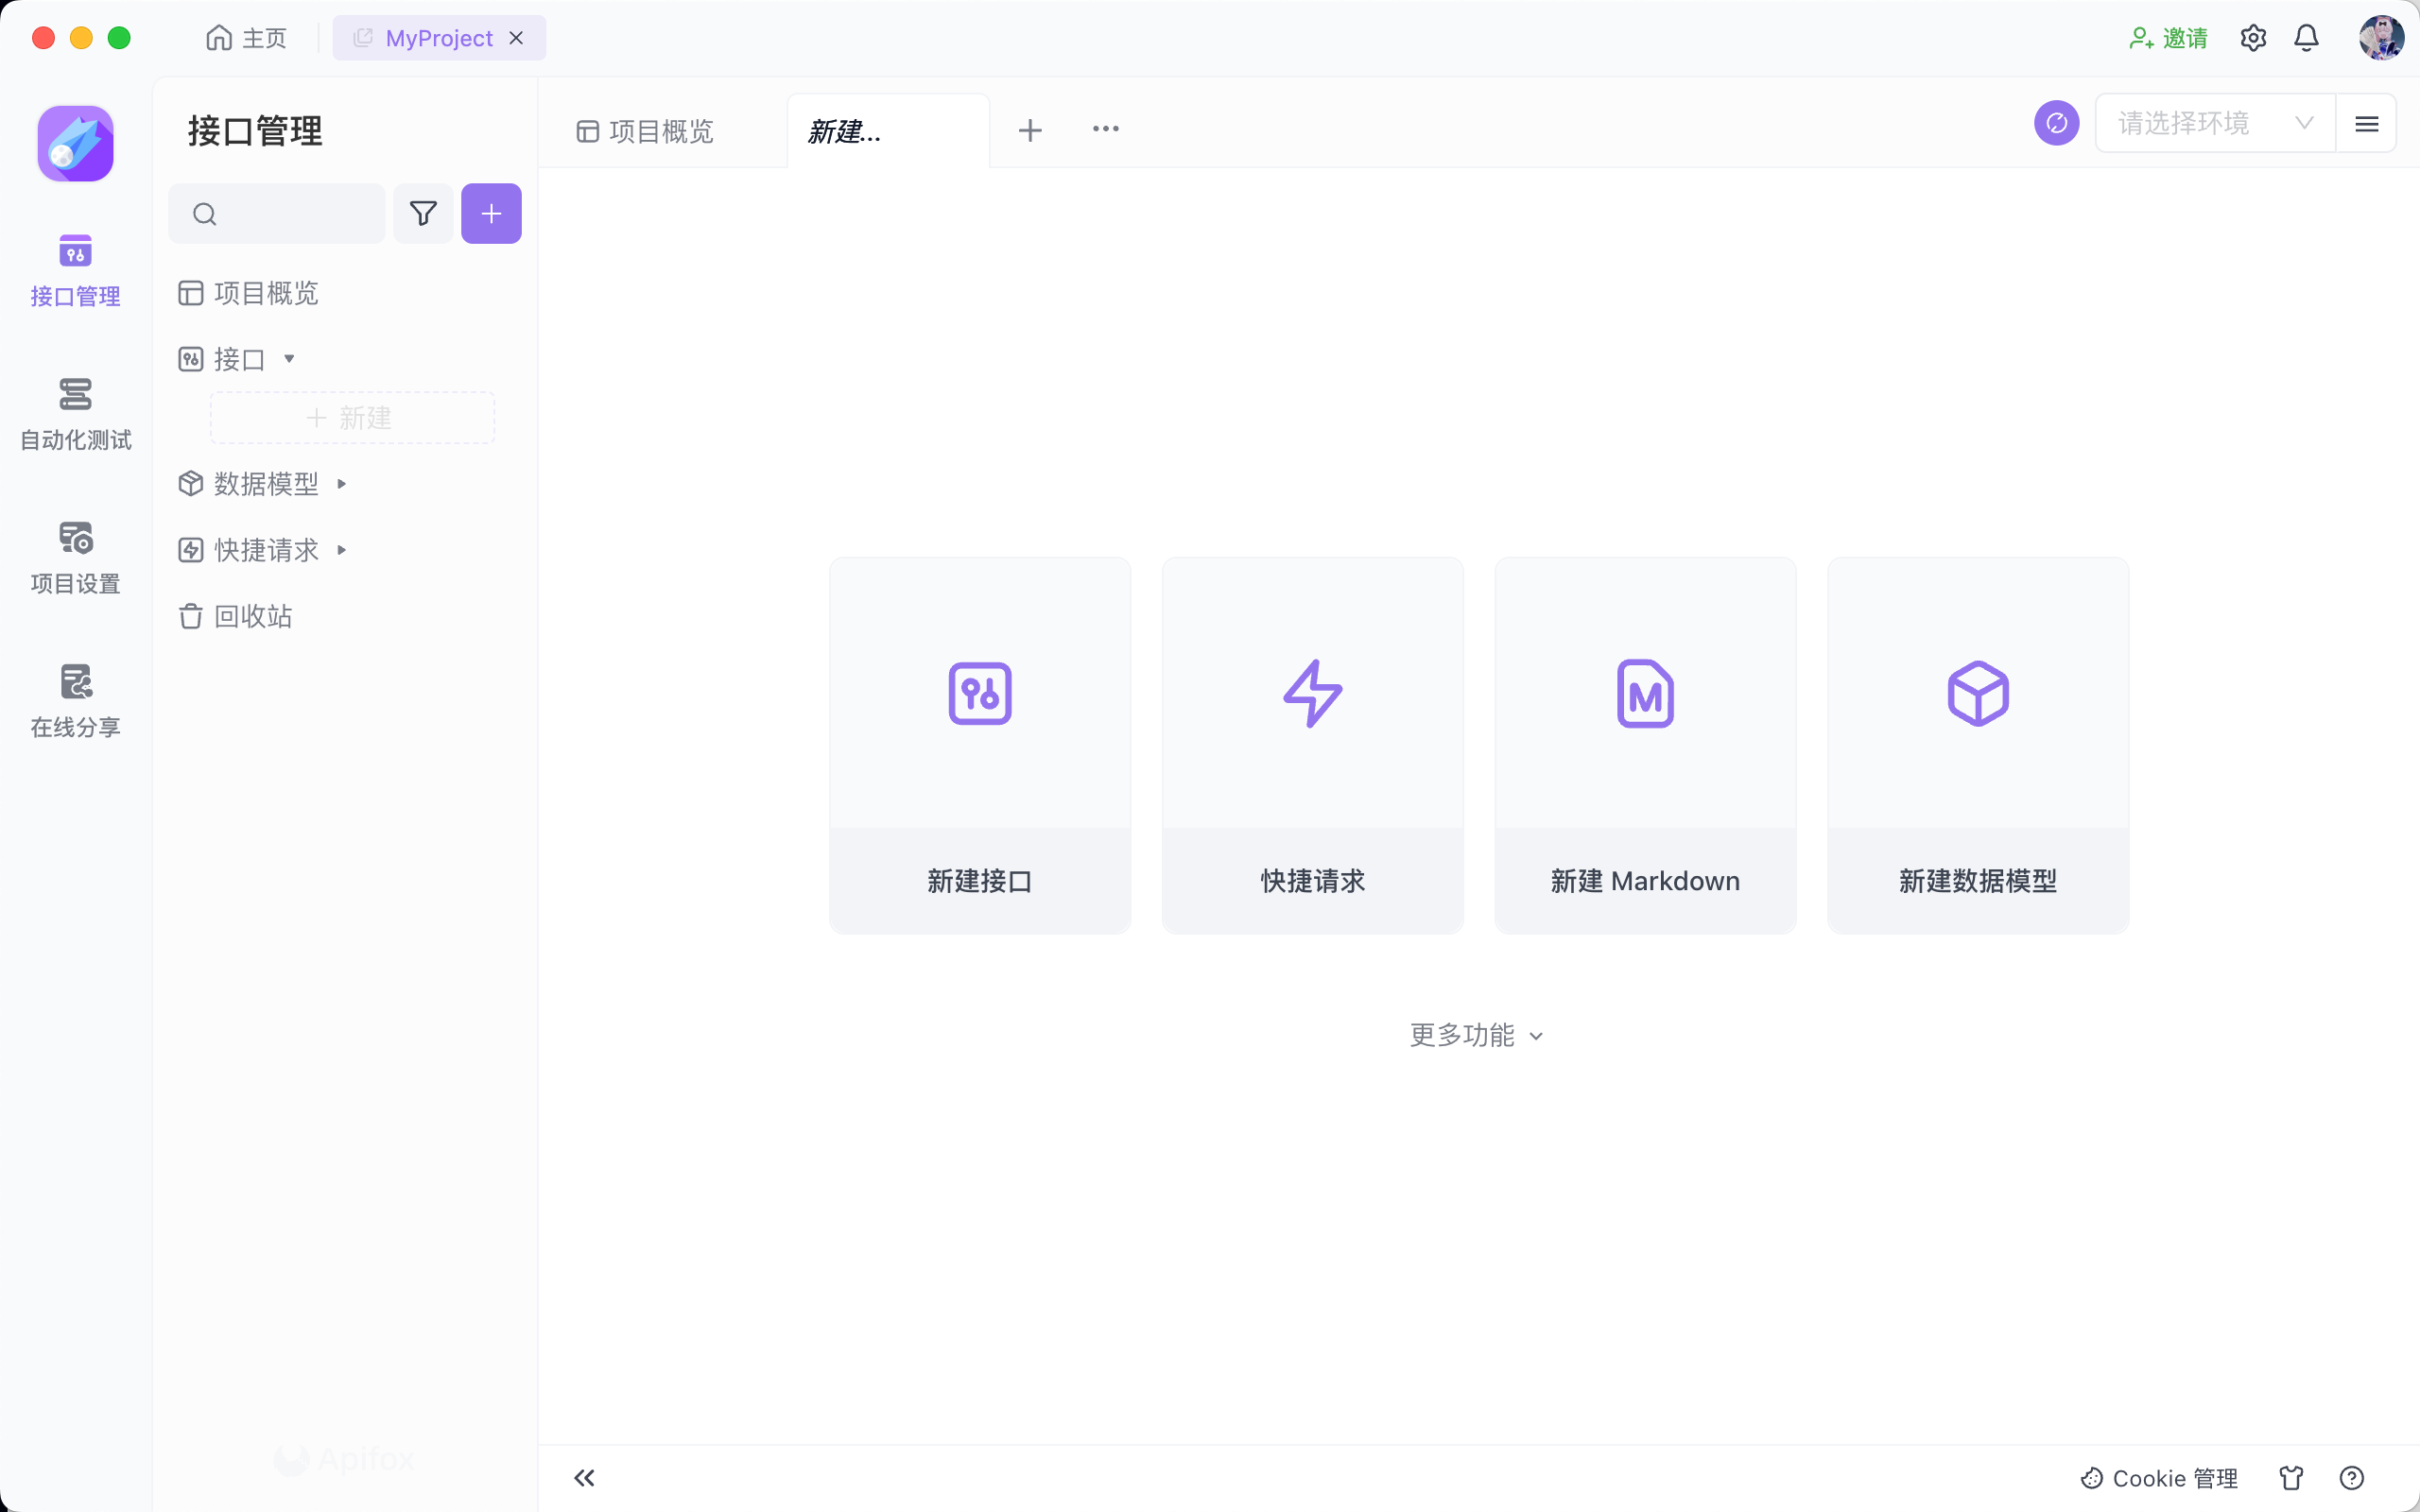 主页
MyProject
邀请
接口管理
自动化测试
项目设置
在线分享
接口管理
项目概览
接口
新建
数据模型
快捷请求
回收站
Apifox
项目概览
新建...
请选择环境
新建接口
快捷请求
新建 Markdown
新建数据模型
更多功能
Cookie 管理